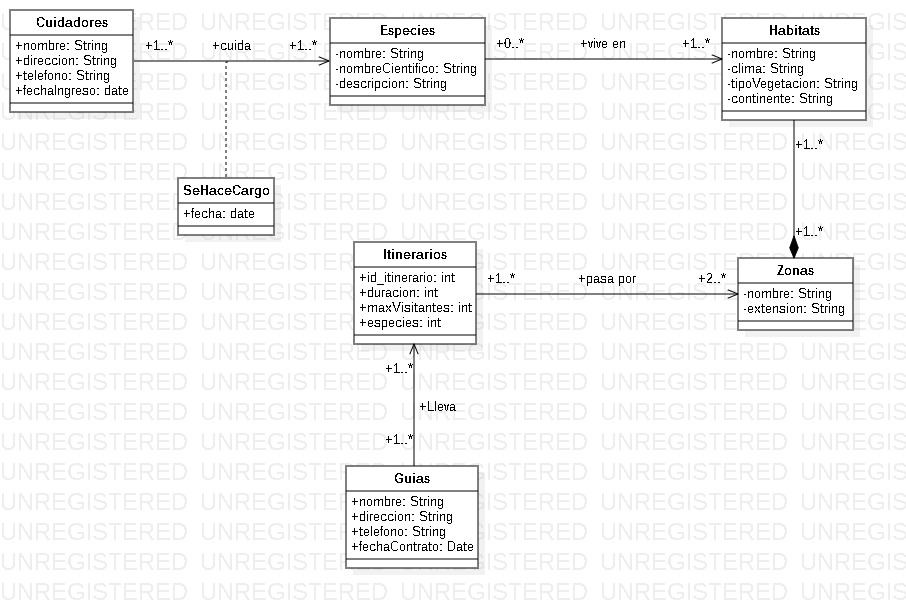 Cuidadores
+nombre: String
+direccion: String
+telefono: String
+fechaIngreso: date
+1..*
+cuida
+1..*
Especies
-nombre: String
-nombreCientifico: String
-descripcion: String
+0..*
+vive en
+1..*
Habitats
-nombre: String
-clima: String
-tipoVegetacion: String
-continente: String
+1..*
+1..*
SeHaceCargo
+fecha: date
Itinerarios
+id_itinerario: int
+duracion: int
+maxVisitantes: int
+especies: int
+1..*
+pasa por
+2..*
Zonas
-nombre: String
-extension: String
+1..*
+Lleva
+1..*
Guias
+nombre: String
+direccion: String
+telefono: String
+fechaContrato: Date
UNREGISTERED